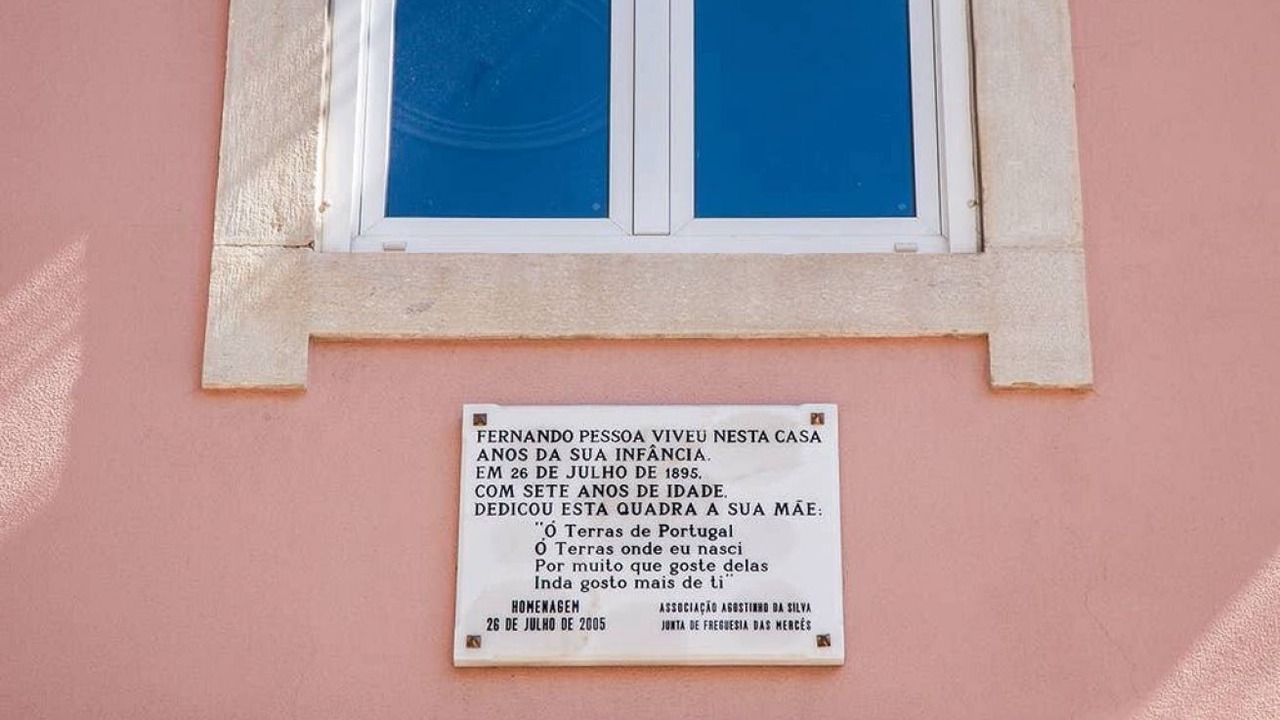 FERNANDO PESSOA VIVEU NESTA CASA
ANOS DA SUA INFÂNCIA.
EM 26 DE JULHO DE 1895,
COM SETE ANOS DE IDADE,
DEDICOU ESTA QUADRA A SUA MÃE:
"Ó Terras de Portugal
Ó Terras onde eu nasci
Por muito que goste delas
Inda gosto mais de ti"
HOMENAGEM
26 DE JULHO DE 2005
ASSOCIAÇÃO AGOSTINHO DA SILVA
JUNTA DE FREGUESIA DAS MERCÊS